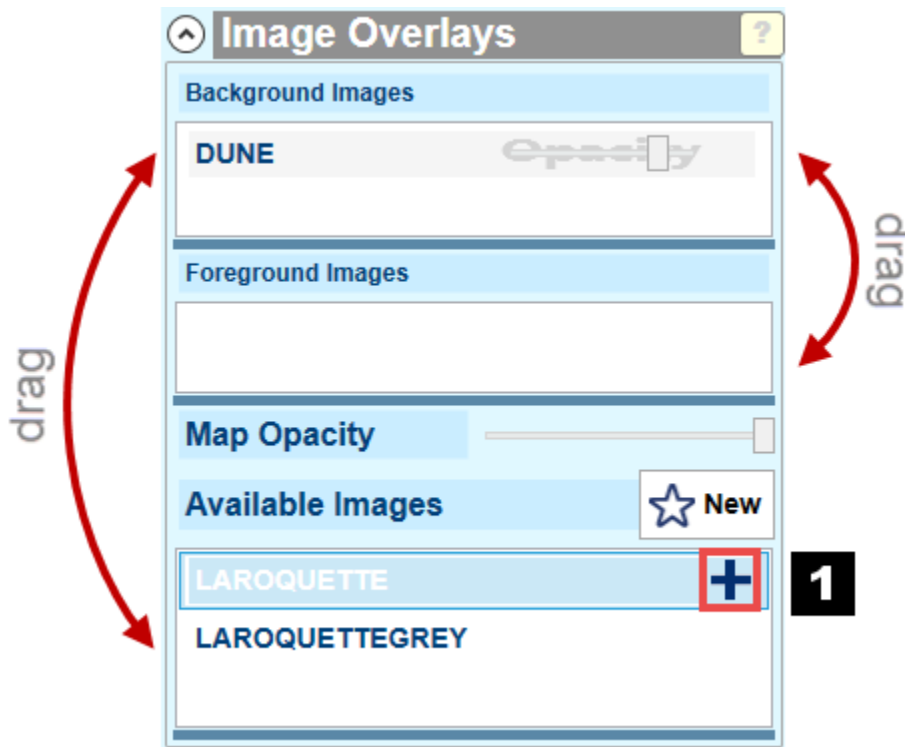 Image Overlays ?
Background Images
DUNE Opacity
drag
Foreground Images
drag
Map Opacity
Available Images New
LAROQUETTE + 1
LAROQUETTEGREY